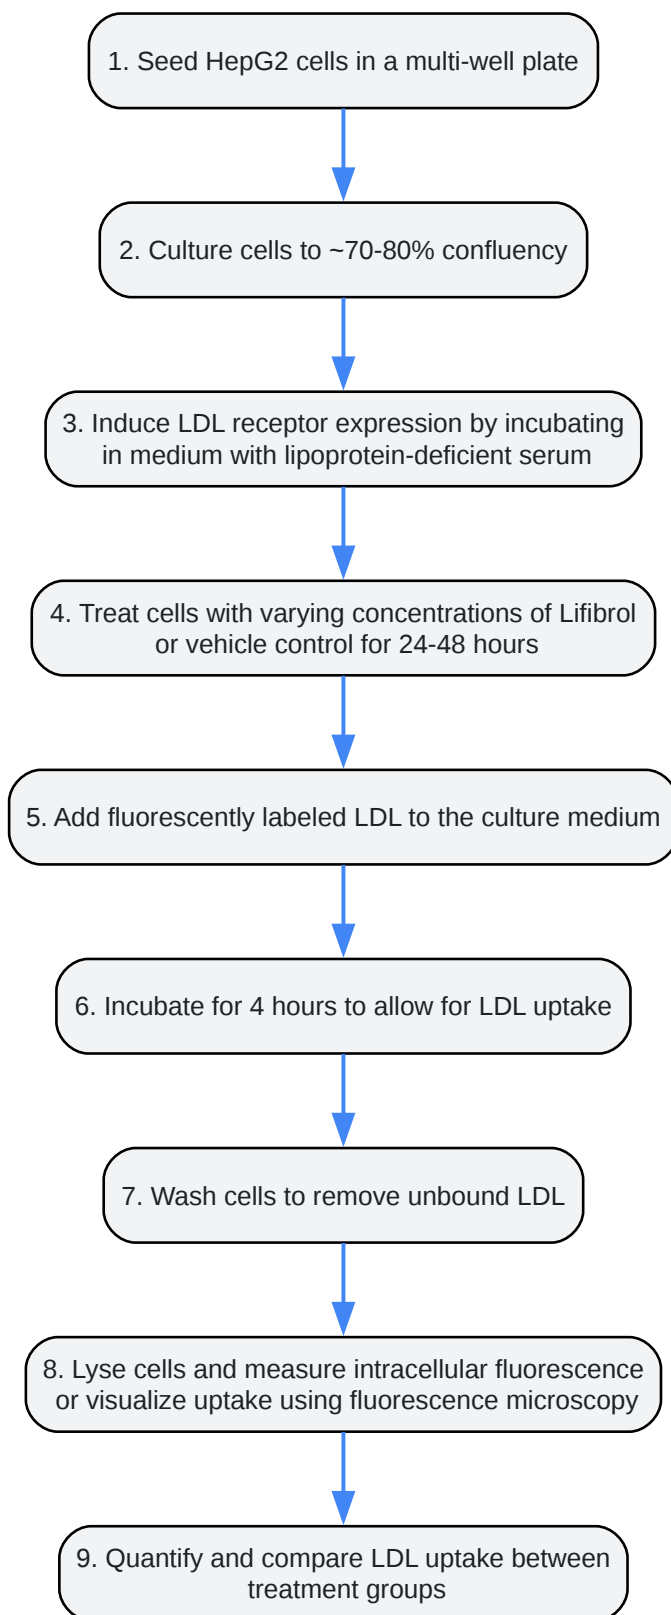 1. Seed HepG2 cells in a multi-well plate
2. Culture cells to ~70-80% confluency
3. Induce LDL receptor expression by incubating
in medium with lipoprotein-deficient serum
4. Treat cells with varying concentrations of Lifibrol
or vehicle control for 24-48 hours
5. Add fluorescently labeled LDL to the culture medium
6. Incubate for 4 hours to allow for LDL uptake
7. Wash cells to remove unbound LDL
8. Lyse cells and measure intracellular fluorescence
or visualize uptake using fluorescence microscopy
9. Quantify and compare LDL uptake between
treatment groups